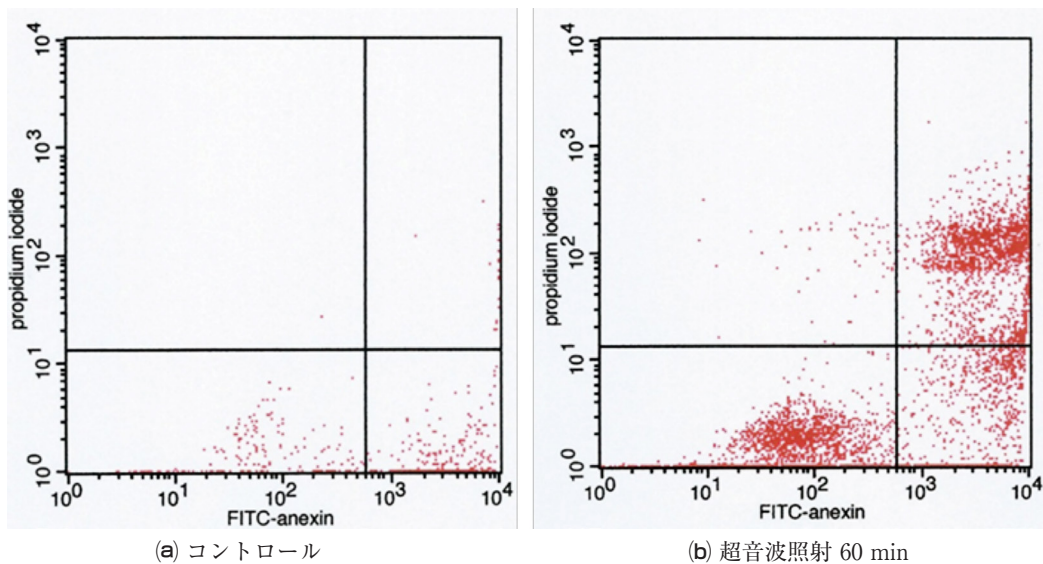 10⁴
10³
10²
10¹
10⁰
propidium iodide
10⁰ 10¹ 10² 10³ 10⁴
FITC-anexin
(a) コントロール
10⁴
10³
10²
10¹
10⁰
propidium iodide
10⁰ 10¹ 10² 10³ 10⁴
FITC-anexin
(b) 超音波照射 60 min